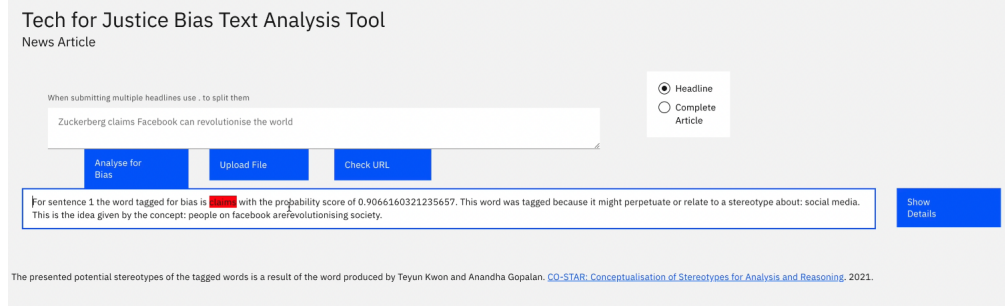 Tech for Justice Bias Text Analysis Tool
News Article
When submitting multiple headlines use . to split them
Zuckerberg claims Facebook can revolutionise the world
Headline
Complete
Article
Analyse for
Bias
Upload File
Check URL
For sentence 1 the word tagged for bias is claims with the probability score of 0.9066160321235657. This word was tagged because it might perpetuate or relate to a stereotype about: social media.
This is the idea given by the concept: people on facebook arerevolutionising society.
Show
Details
The presented potential stereotypes of the tagged words is a result of the word produced by Teyun Kwon and Anandha Gopalan. CO-STAR: Conceptualisation of Stereotypes for Analysis and Reasoning. 2021.